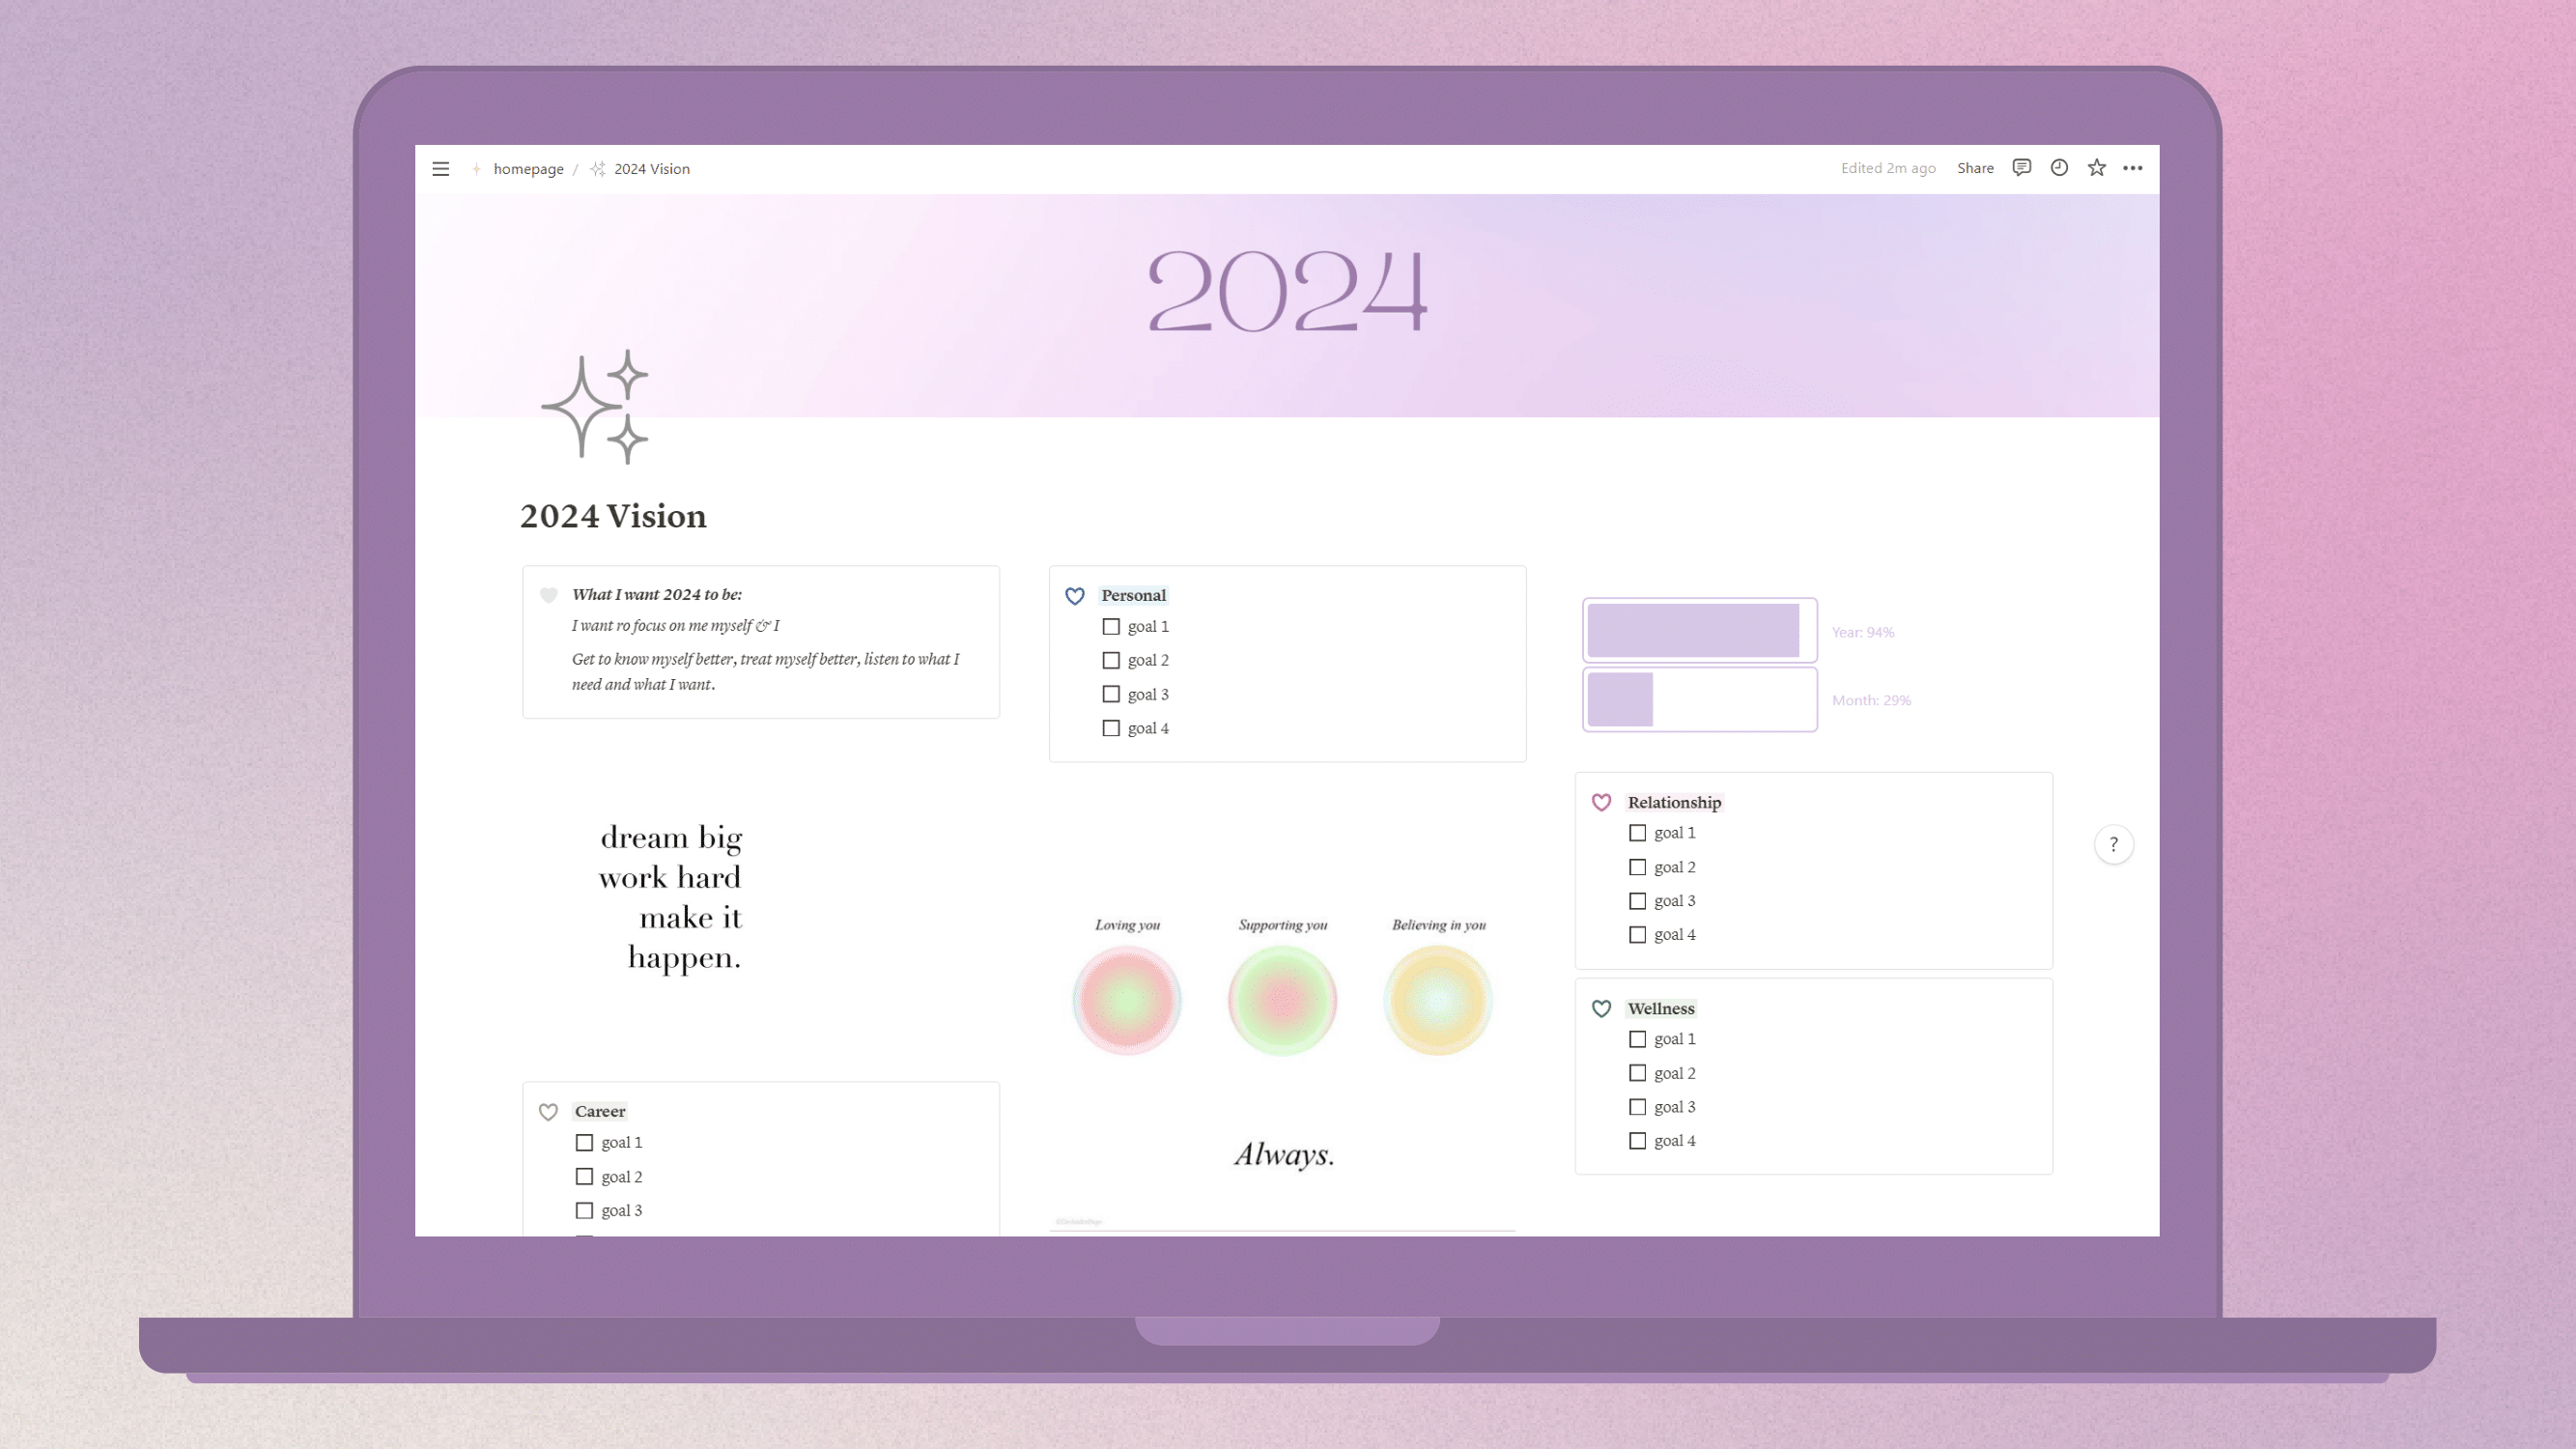 homepage / 2024 Vision
Edited 2m ago Share
2024
2024 Vision
What I want 2024 to be:
I want ro focus on me myself & I
Get to know myself better, treat myself better, listen to what I
need and what I want.
dream big
work hard
make it
happen.
Career
goal 1
goal 2
goal 3
Personal
goal 1
goal 2
goal 3
goal 4
Loving you
Supporting you
Believing in you
Always.
Year: 94%
Month: 29%
Relationship
goal 1
goal 2
goal 3
goal 4
Wellness
goal 1
goal 2
goal 3
goal 4
?